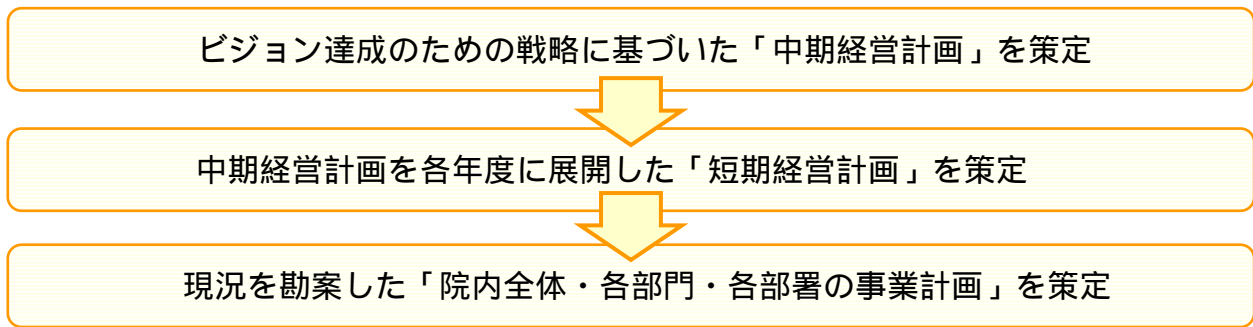 ビジョン達成のための戦略に基づいた「中期経営計画」を策定
中期経営計画を各年度に展開した「短期経営計画」を策定
現況を勘案した「院内全体・各部門・各部署の事業計画」を策定